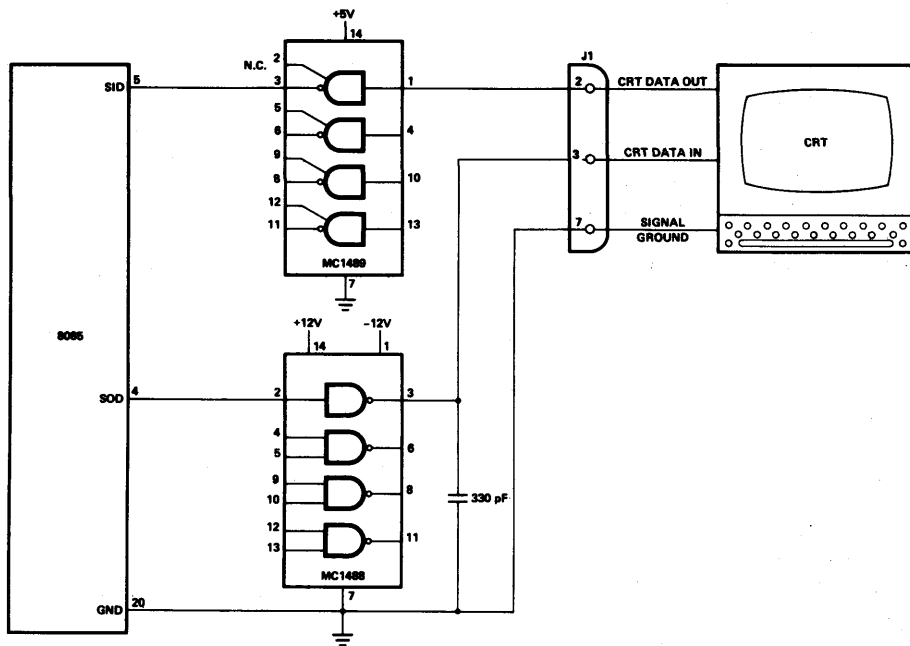 +5V
14
J1
2
N.C.
3
1
5
SID
5
6
4
9
8
10
12
11
13
MC1489
7
2
CRT DATA OUT
3
CRT DATA IN
7
SIGNAL
GROUND
CRT
8085
+12V
-12V
14
1
SOD
4
2
3
4
5
6
9
10
8
12
13
11
MC1488
7
330 pF
GND
20